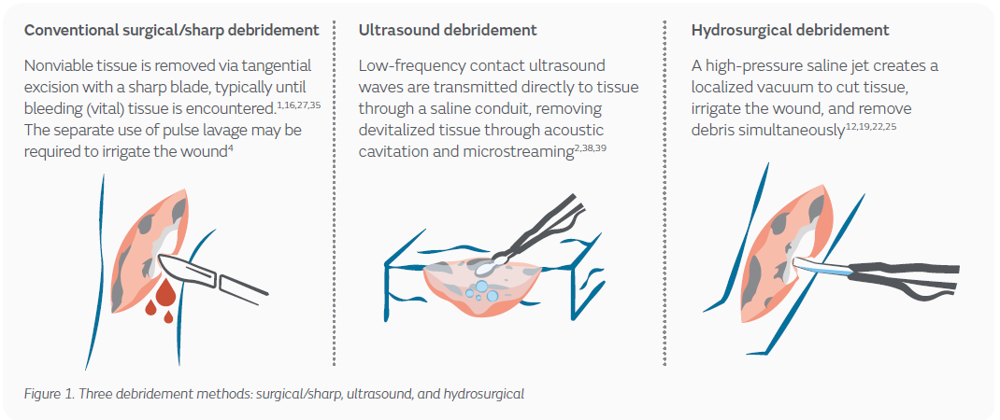 Conventional surgical/sharp debridement
Nonviable tissue is removed via tangential
excision with a sharp blade, typically until
bleeding (vital) tissue is encountered.1,16,27,35
The separate use of pulse lavage may be
required to irrigate the wound4
Ultrasound debridement
Low-frequency contact ultrasound
waves are transmitted directly to tissue
through a saline conduit, removing
devitalized tissue through acoustic
cavitation and microstreaming2,38,39
Hydrosurgical debridement
A high-pressure saline jet creates a
localized vacuum to cut tissue,
irrigate the wound, and remove
debris simultaneously12,19,22,25
Figure 1. Three debridement methods: surgical/sharp, ultrasound, and hydrosurgical